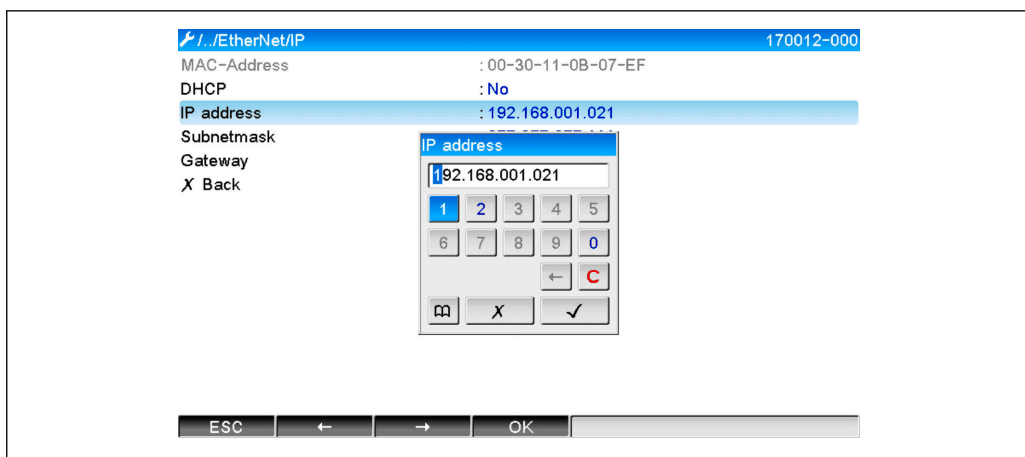 /../EtherNet/IP 170012-000
MAC-Address : 00-30-11-0B-07-EF
DHCP : No
IP address : 192.168.001.021
Subnetmask
IP address
Gateway
192.168.001.021
X Back
1 2 3 4 5
6 7 8 9 0
← C
X ✓
ESC ← → OK